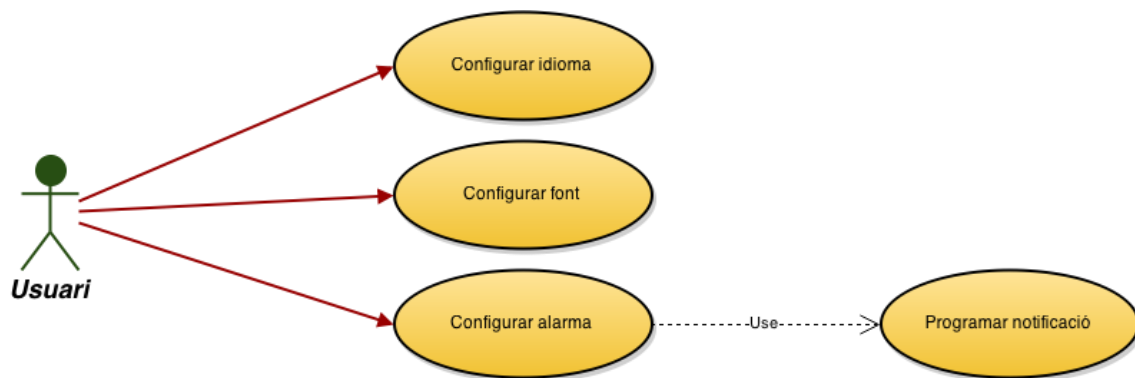 Configurar idioma
Configurar font
Usuari
Configurar alarma
Use
Programar notificació